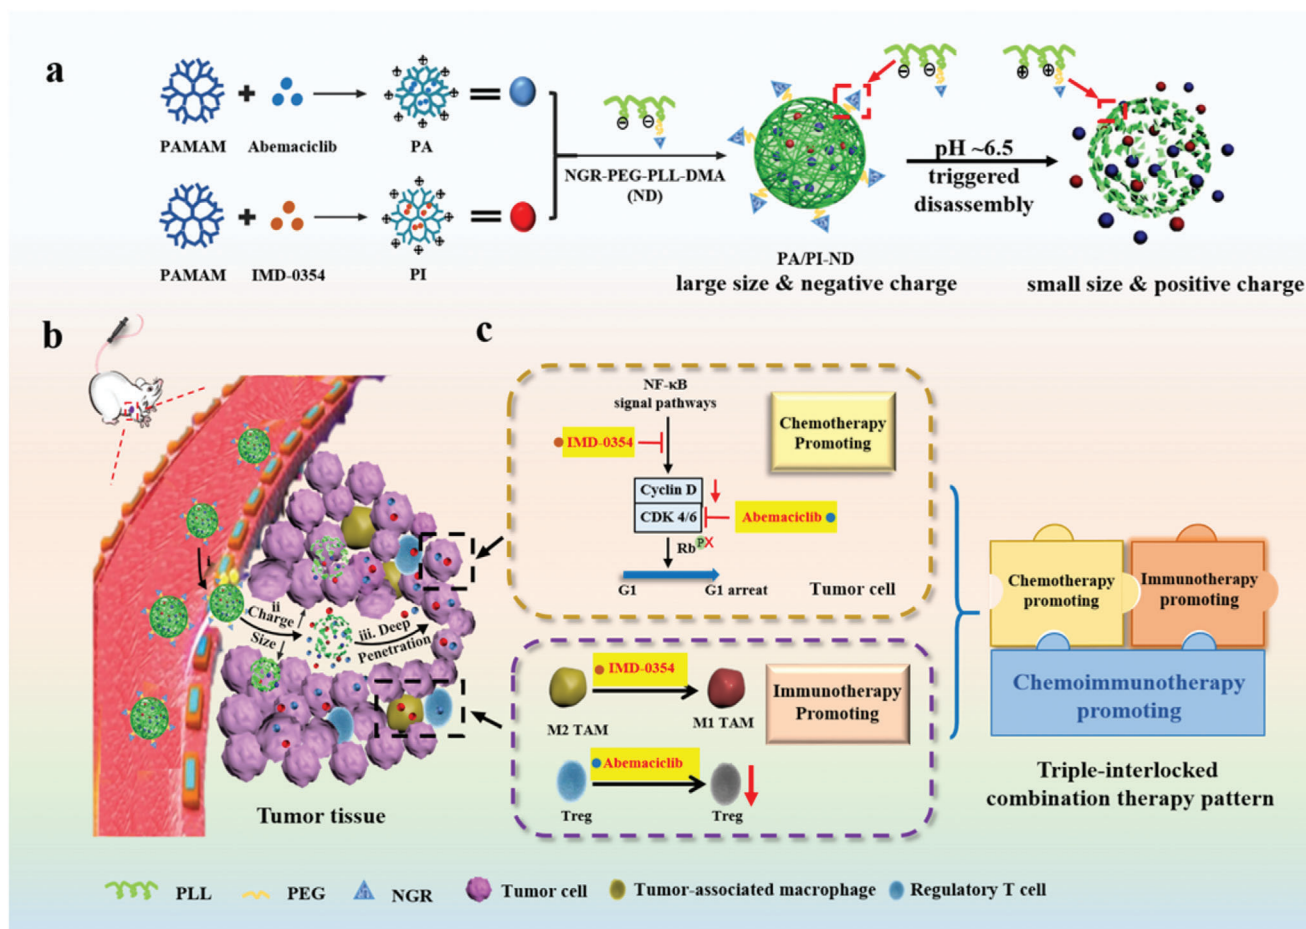 a
PAMAM
+
Abemaciclib
PA
=
PAMAM
+
IMD-0354
PI
=
NGR-PEG-PLL-DMA
(ND)
PA/PI-ND
large size & negative charge
pH ~6.5
triggered
disassembly
small size & positive charge
b
i
ii
Charge
Size
iii. Deep
Penetration
Tumor tissue
c
NF-κB
signal pathways
IMD-0354
Chemotherapy
Promoting
Cyclin D
CDK 4/6
Abemaciclib
Rb P X
G1
G1 arreat
Tumor cell
IMD-0354
M2 TAM
M1 TAM
Immunotherapy
Promoting
Abemaciclib
Treg
Treg
Chemotherapy
promoting
Immunotherapy
promoting
Chemoimmunotherapy
promoting
Triple-interlocked
combination therapy pattern
PLL
PEG
NGR
Tumor cell
Tumor-associated macrophage
Regulatory T cell